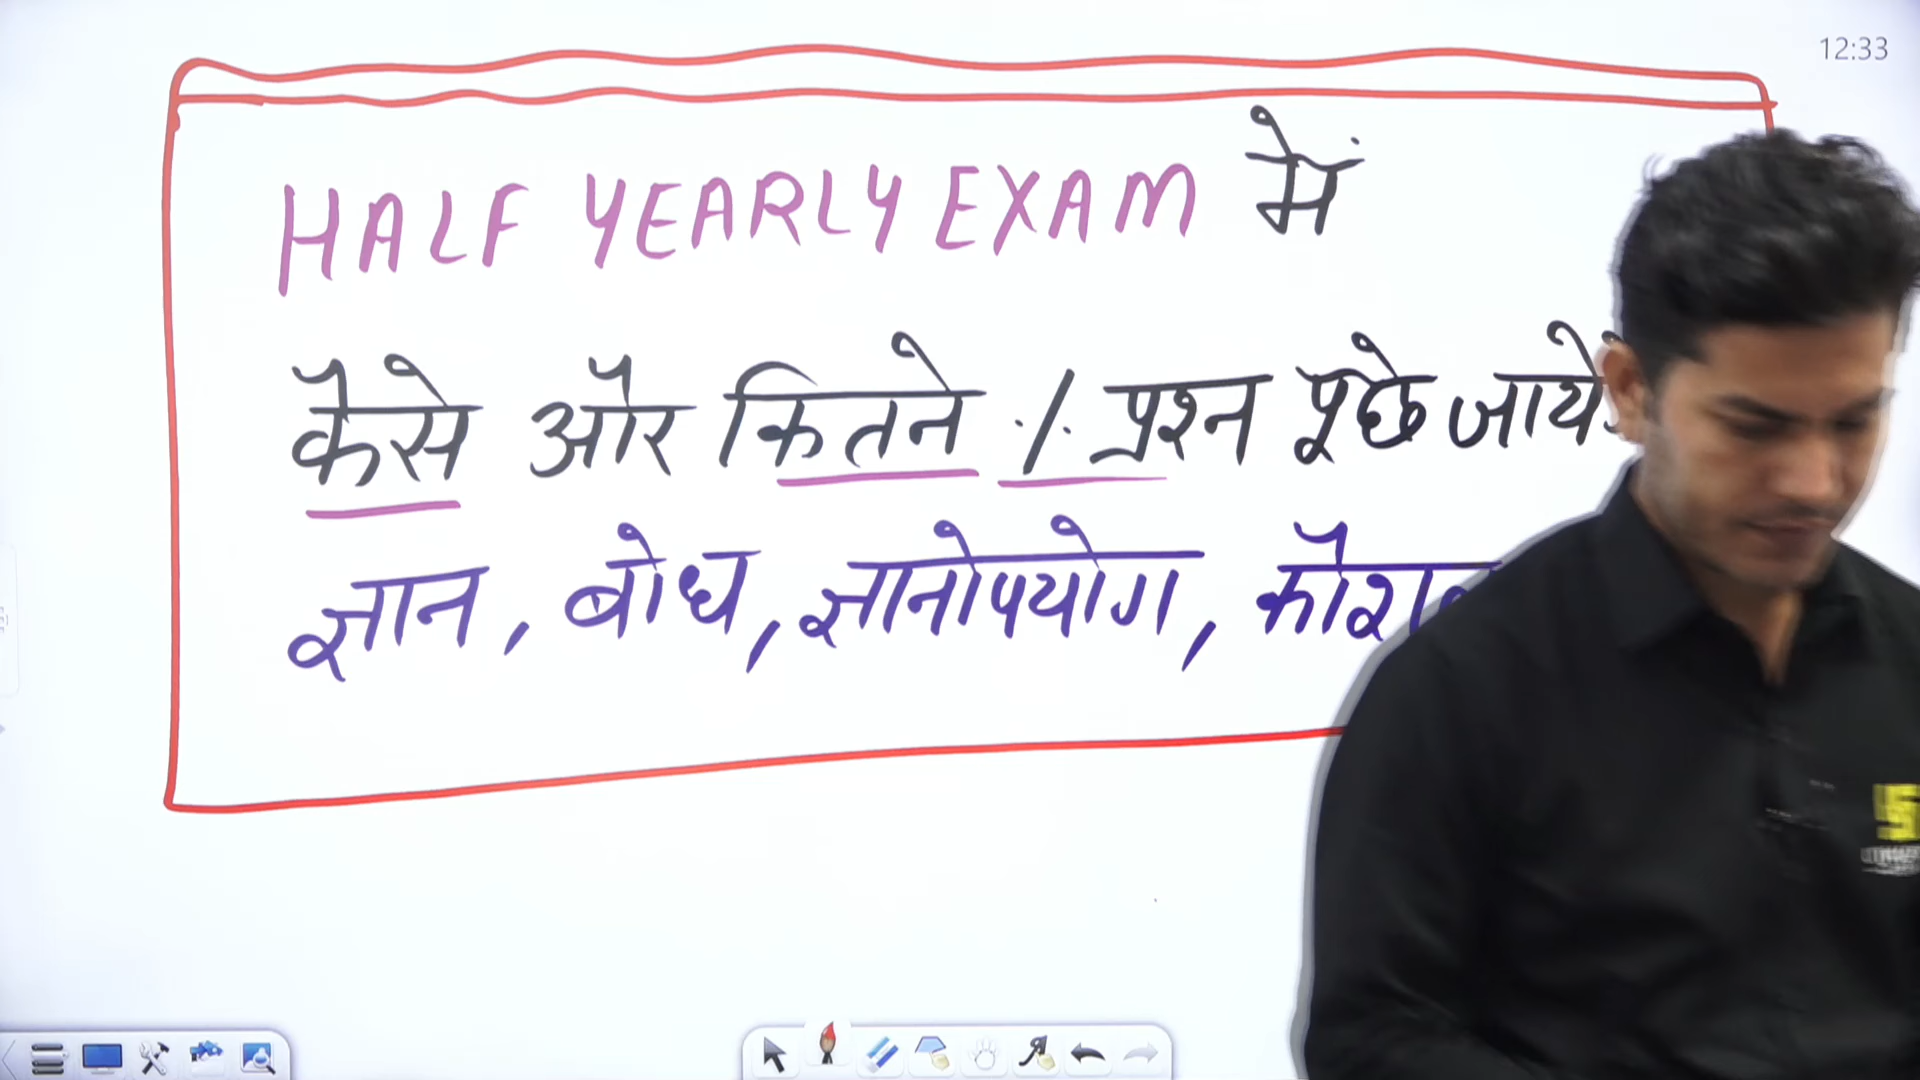 12:33
HALF YEARLY EXAM में
कैसे और कितने ٪ प्रश्न पूछे जाये
ज्ञान, बोध, ज्ञानोपयोग,